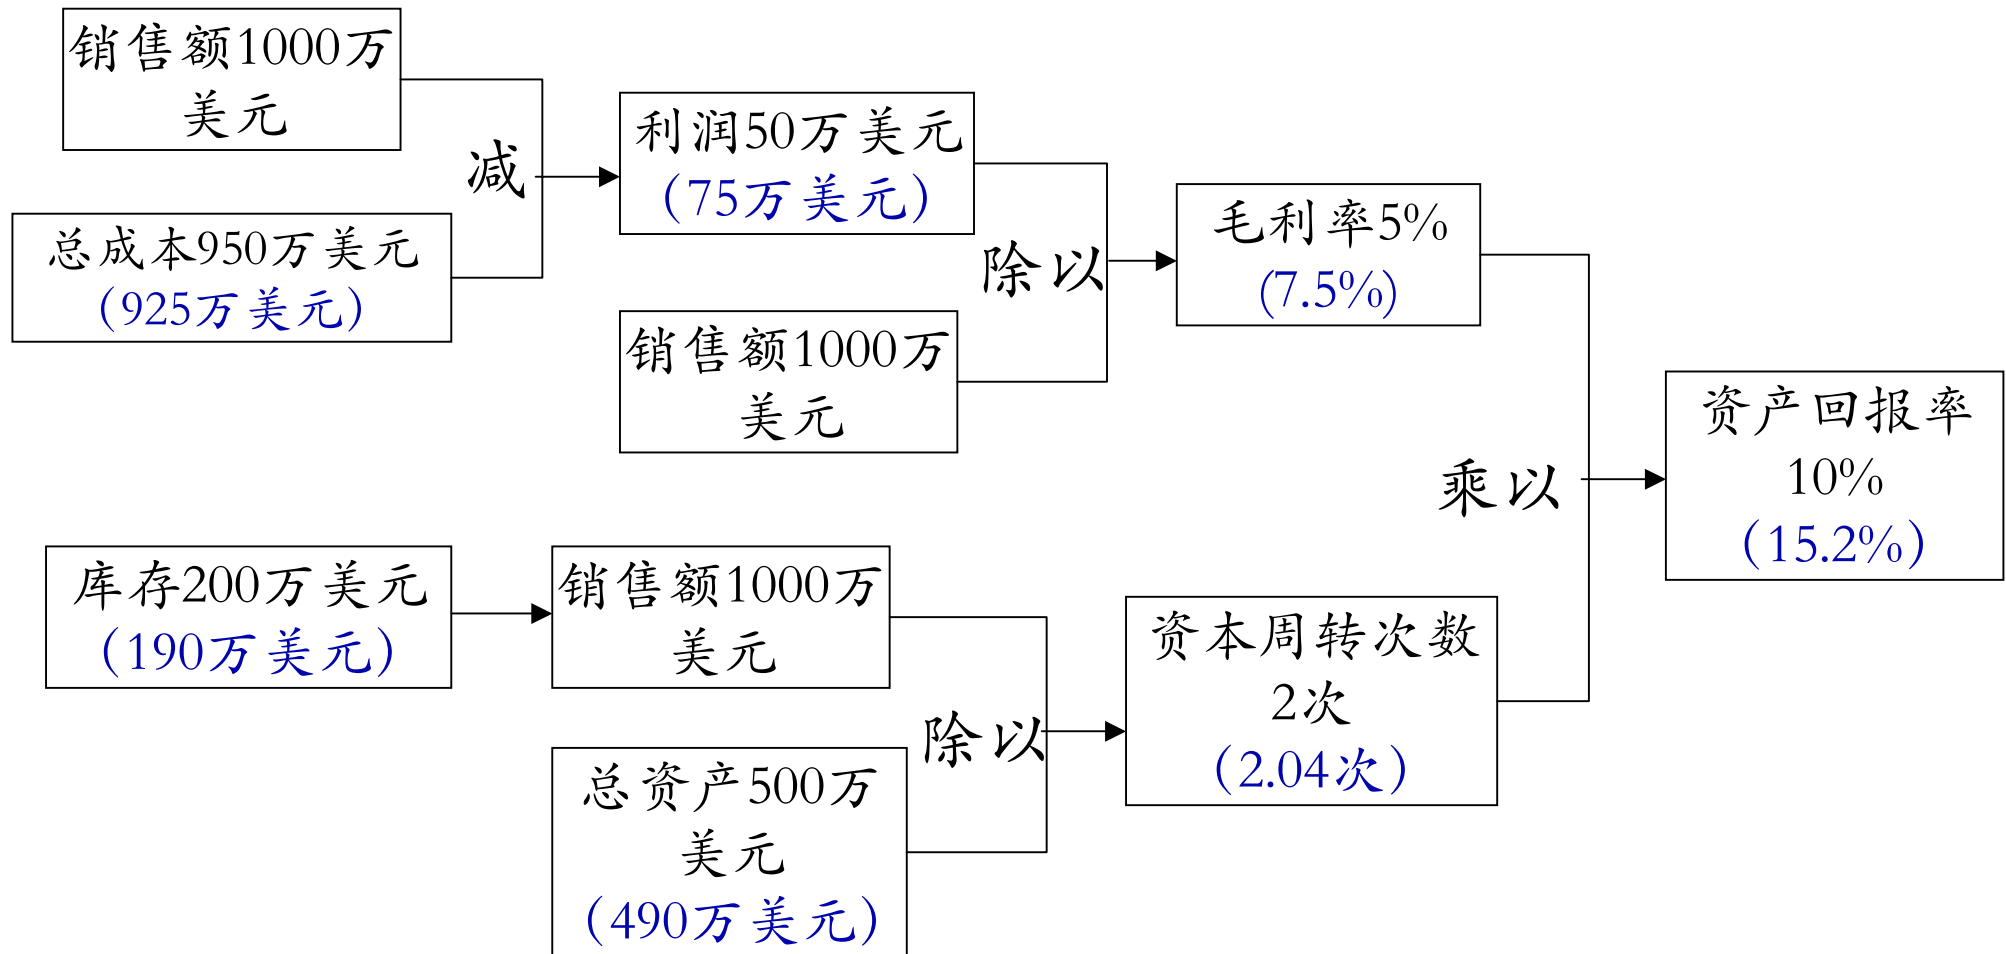 销售额1000万
美元
减
总成本950万美元
（925万美元）
利润50万美元
（75万美元）
除以
销售额1000万
美元
毛利率5%
(7.5%)
乘以
资产回报率
10%
（15.2%）
库存200万美元
（190万美元）
销售额1000万
美元
除以
总资产500万
美元
（490万美元）
资本周转次数
2次
（2.04次）